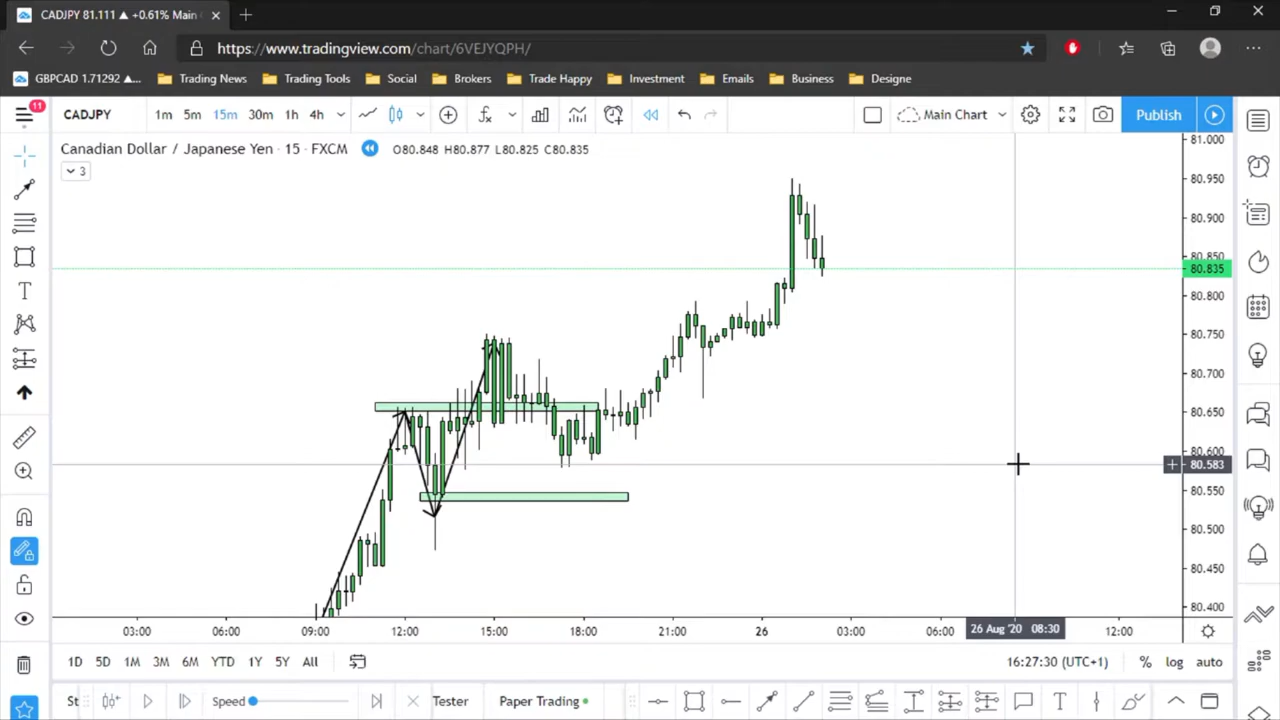 CADJPY 81.111 ▲ +0.61% Main
https://www.tradingview.com/chart/6VEJYQPH/
GBPCAD 1.71292 ▲... Trading News Trading Tools Social Brokers Trade Happy Investment Emails Business Designe
11
CADJPY 1m 5m 15m 30m 1h 4h Main Chart Publish
Canadian Dollar / Japanese Yen · 15 · FXCM O80.848 H80.877 L80.825 C80.835
3
81.000
80.950
80.900
80.850
80.835
80.800
80.750
80.700
80.650
80.600
80.583
80.550
80.500
80.450
80.400
03:00 06:00 09:00 12:00 15:00 18:00 21:00 26 03:00 06:00 26 Aug '20 08:30 12:00
1D 5D 1M 3M 6M YTD 1Y 5Y All 16:27:30 (UTC+1) % log auto
St Speed Tester Paper Trading